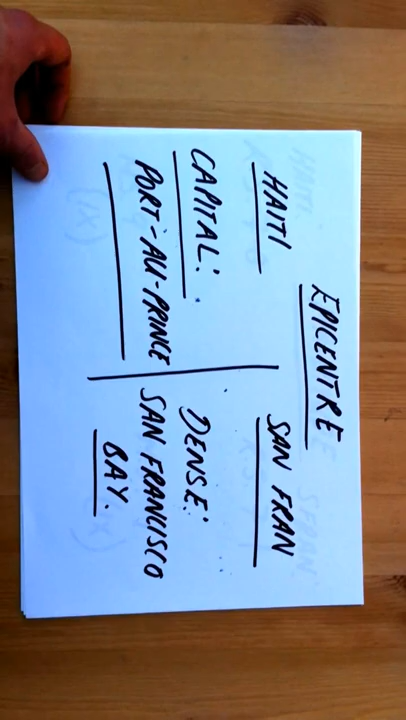 EPICENTRE
HAITI
CAPITAL:
PORT-AU-PRINCE
SAN FRAN
DENSE:
SAN FRANCISCO
BAY.